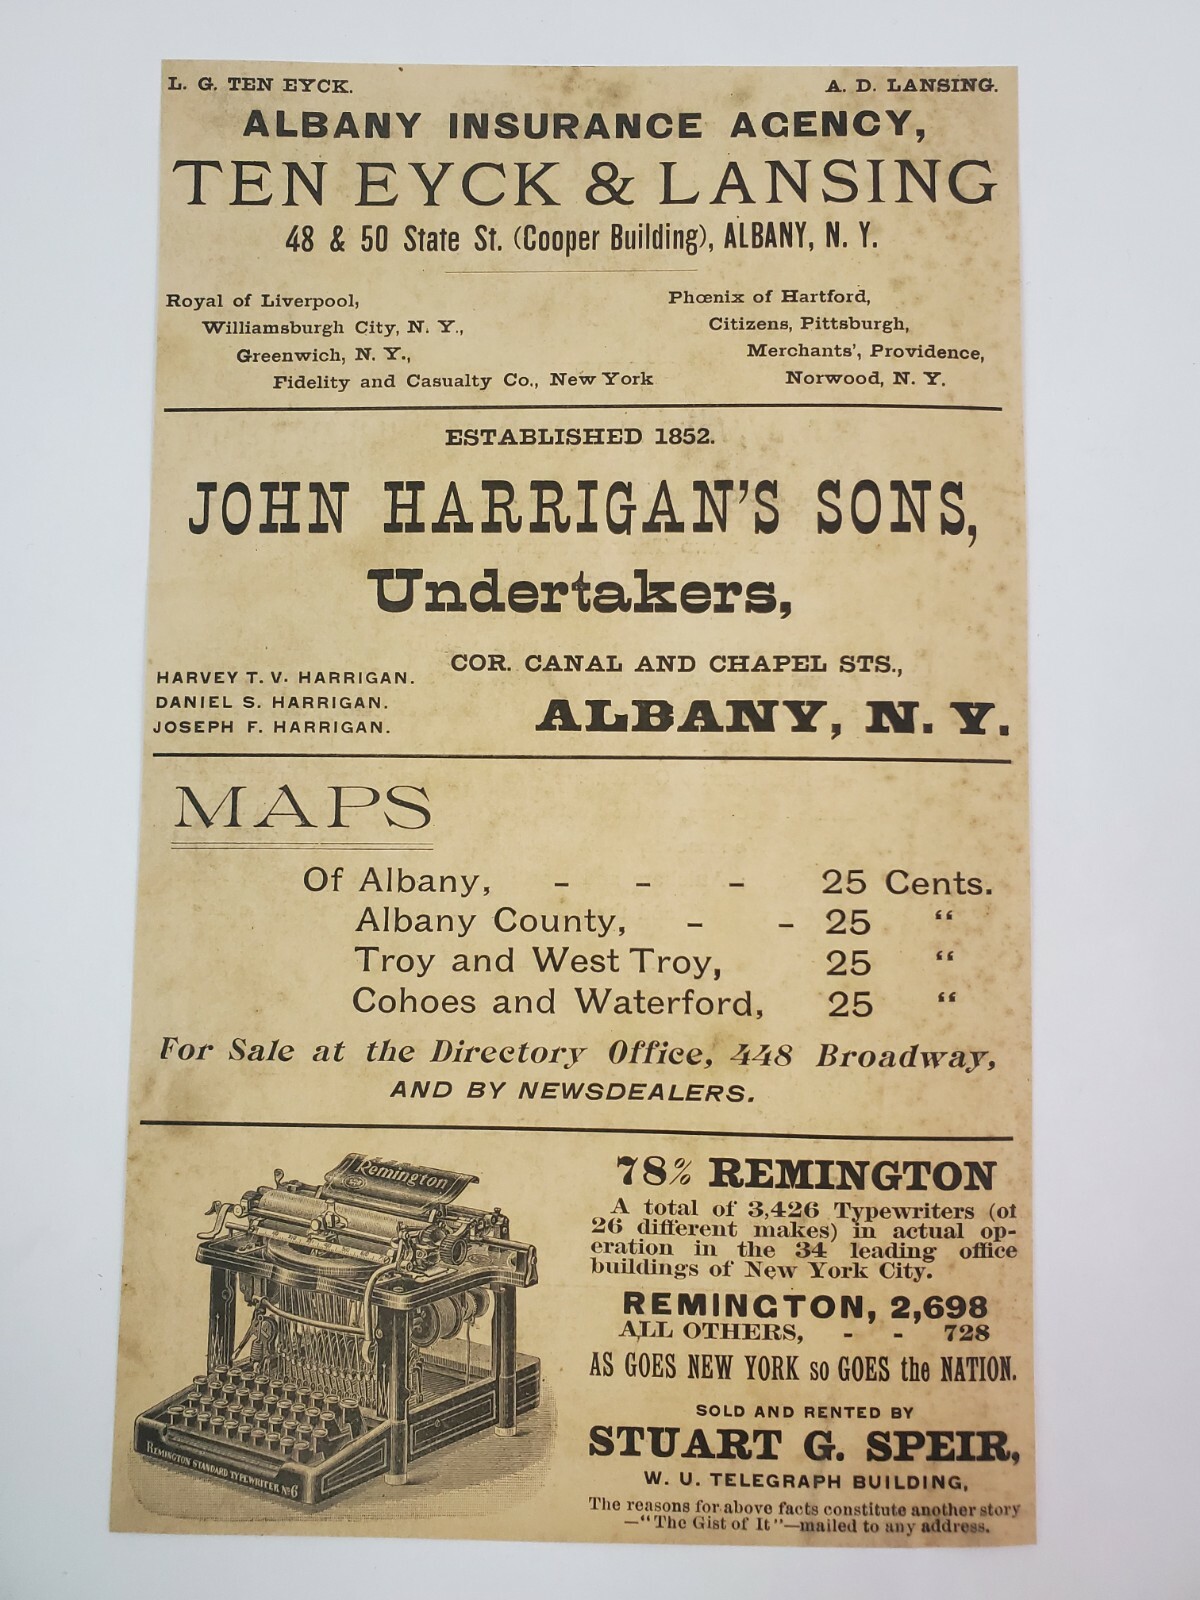 L. G. TEN EYCK. A. D. LANSING.
ALBANY INSURANCE AGENCY,
TEN EYCK & LANSING
48 & 50 State St. (Cooper Building), ALBANY, N. Y.
Royal of Liverpool,
Williamsburgh City, N. Y.,
Greenwich, N. Y.,
Fidelity and Casualty Co., New York
Phœnix of Hartford,
Citizens, Pittsburgh,
Merchants', Providence,
Norwood, N. Y.
ESTABLISHED 1852.
JOHN HARRIGAN'S SONS,
Undertakers,
COR. CANAL AND CHAPEL STS.,
HARVEY T. V. HARRIGAN.
DANIEL S. HARRIGAN.
JOSEPH F. HARRIGAN.
ALBANY, N. Y.
MAPS
Of Albany, - - - 25 Cents.
Albany County, - - 25 “
Troy and West Troy, 25 “
Cohoes and Waterford, 25 “
For Sale at the Directory Office, 448 Broadway,
AND BY NEWSDEALERS.
Remington
REMINGTON STANDARD TYPEWRITER No 6
78% REMINGTON
A total of 3,426 Typewriters (of
26 different makes) in actual op-
eration in the 34 leading office
buildings of New York City.
REMINGTON, 2,698
ALL OTHERS, - - 728
AS GOES NEW YORK so GOES the NATION.
SOLD AND RENTED BY
STUART G. SPEIR,
W. U. TELEGRAPH BUILDING,
The reasons for above facts constitute another story
—“The Gist of It”—mailed to any address.